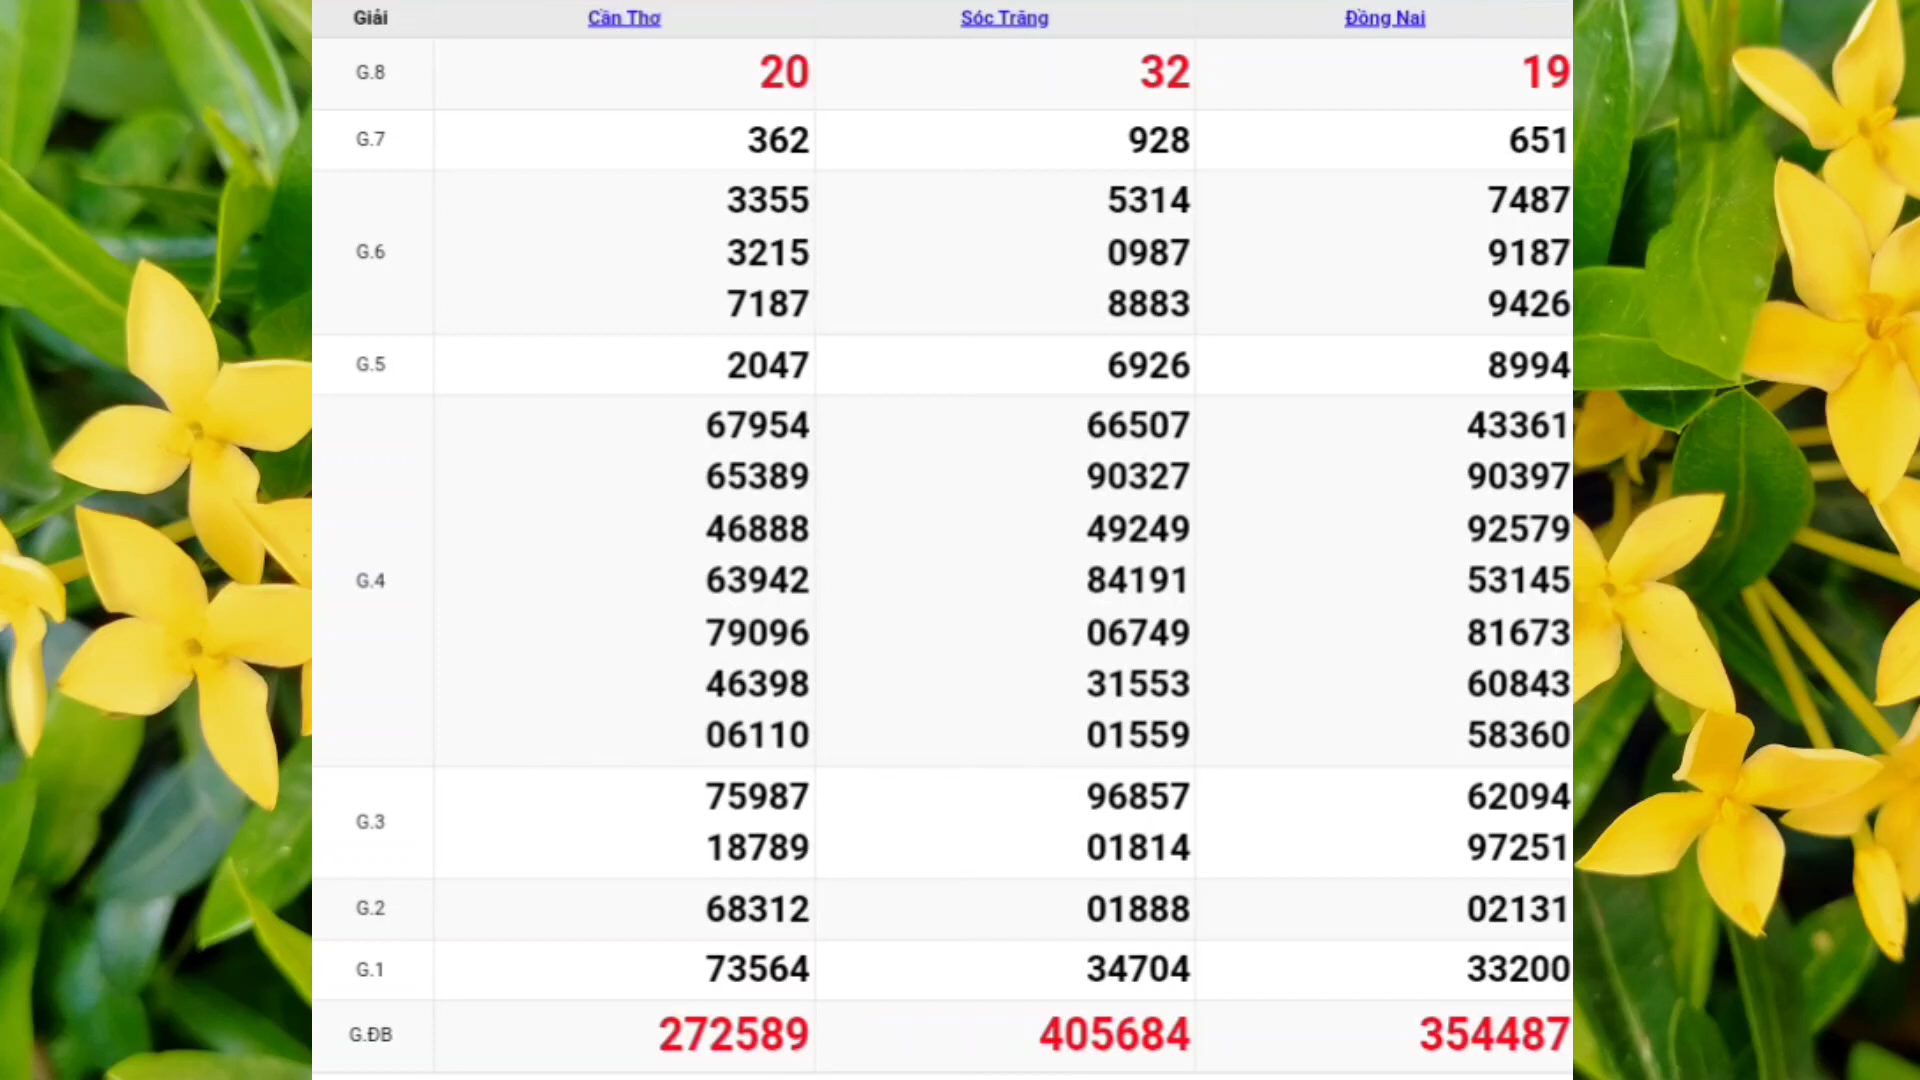 Giải Cần Thơ Sóc Trăng Đồng Nai
G.8 20 32 19
G.7 362 928 651
3355 5314 7487
G.6 3215 0987 9187
7187 8883 9426
G.5 2047 6926 8994
67954 66507 43361
65389 90327 90397
46888 49249 92579
G.4 63942 84191 53145
79096 06749 81673
46398 31553 60843
06110 01559 58360
G.3 75987 96857 62094
18789 01814 97251
G.2 68312 01888 02131
G.1 73564 34704 33200
G.ĐB 272589 405684 354487